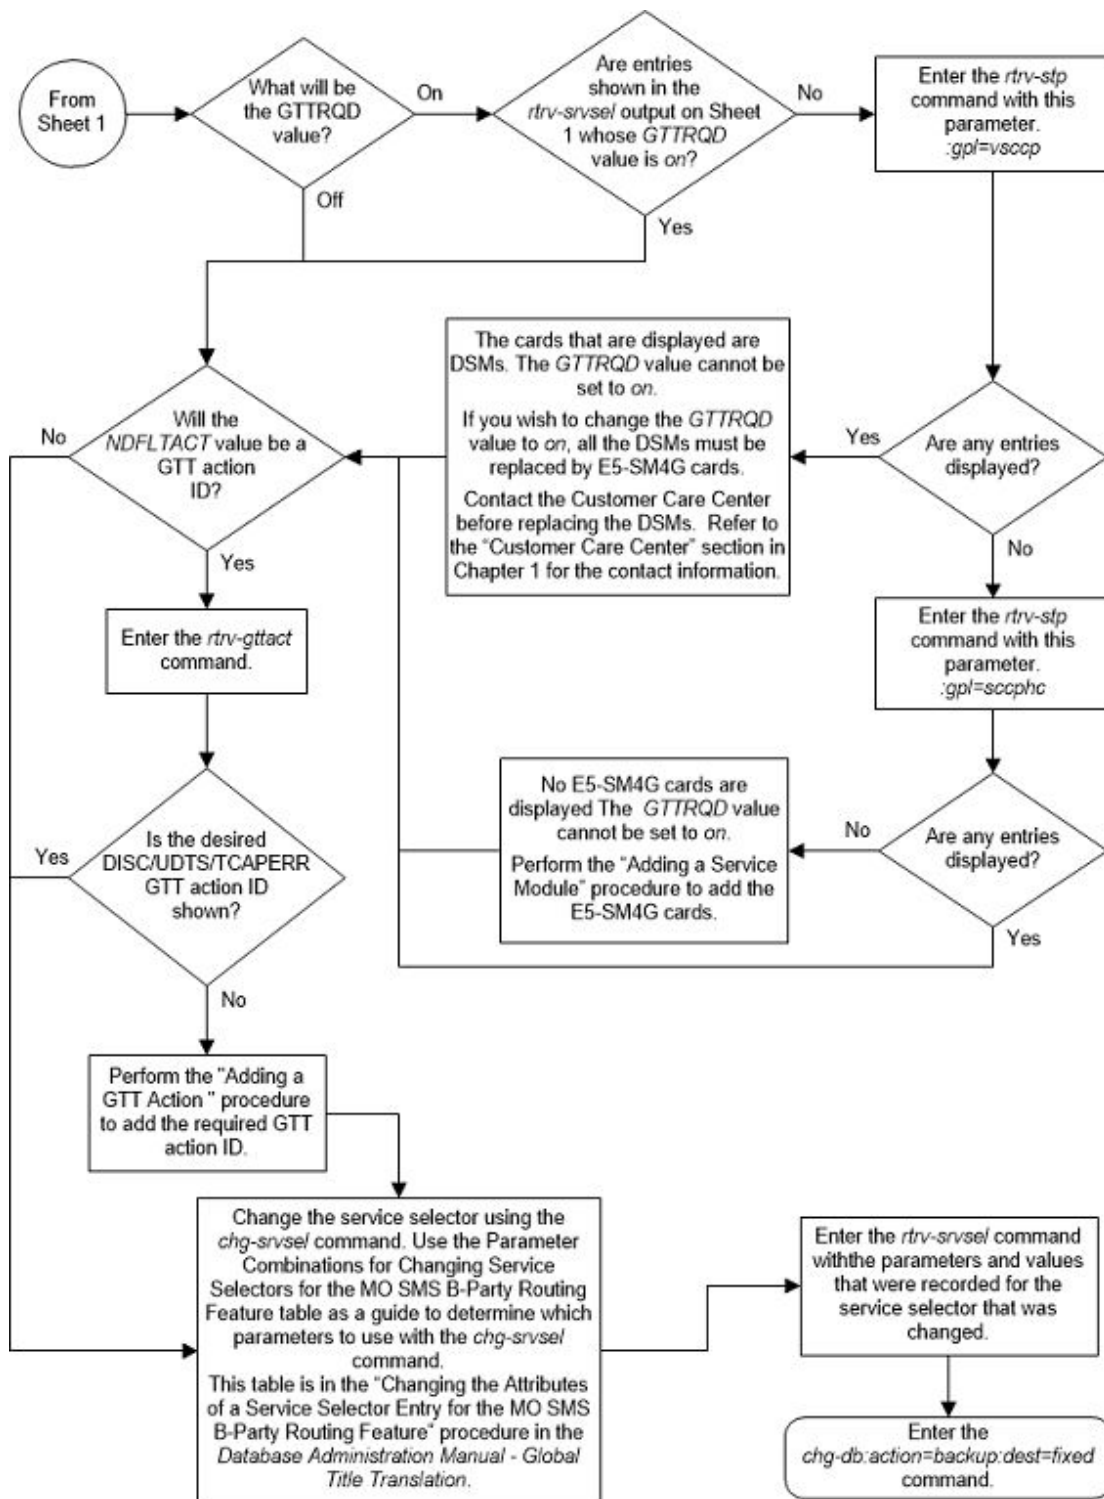 From
Sheet 1
What will be
the GTTRQD
value?
On
Off
Are entries
shown in the
rtrv-srvsel output on Sheet
1 whose GTTRQD
value is on?
No
Yes
Enter the rtrv-stp
command with this
parameter.
:gpl=vsccp
The cards that are displayed are
DSMs. The GTTRQD value cannot be
set to on.
If you wish to change the GTTRQD
value to on, all the DSMs must be
replaced by E5-SM4G cards.
Contact the Customer Care Center
before replacing the DSMs. Refer to
the “Customer Care Center” section in
Chapter 1 for the contact information.
Yes
Are any entries
displayed?
No
No
Will the
NDFLTACT value be a
GTT action
ID?
Yes
Enter the rtrv-gttact
command.
Enter the rtrv-stp
command with this
parameter.
:gpl=sccphc
No E5-SM4G cards are
displayed The GTTRQD value
cannot be set to on.
Perform the “Adding a Service
Module” procedure to add the
E5-SM4G cards.
No
Are any entries
displayed?
Yes
Yes
Is the desired
DISC/UDTS/TCAPERR
GTT action ID
shown?
No
Perform the "Adding a
GTT Action " procedure
to add the required GTT
action ID.
Change the service selector using the
chg-srvsel command. Use the Parameter
Combinations for Changing Service
Selectors for the MO SMS B-Party Routing
Feature table as a guide to determine which
parameters to use with the chg-srvsel
command.
This table is in the “Changing the Attributes
of a Service Selector Entry for the MO SMS
B-Party Routing Feature“ procedure in the
Database Administration Manual - Global
Title Translation.
Enter the rtrv-srvsel command
withthe parameters and values
that were recorded for the
service selector that was
changed.
Enter the
chg-db:action=backup:dest=fixed
command.